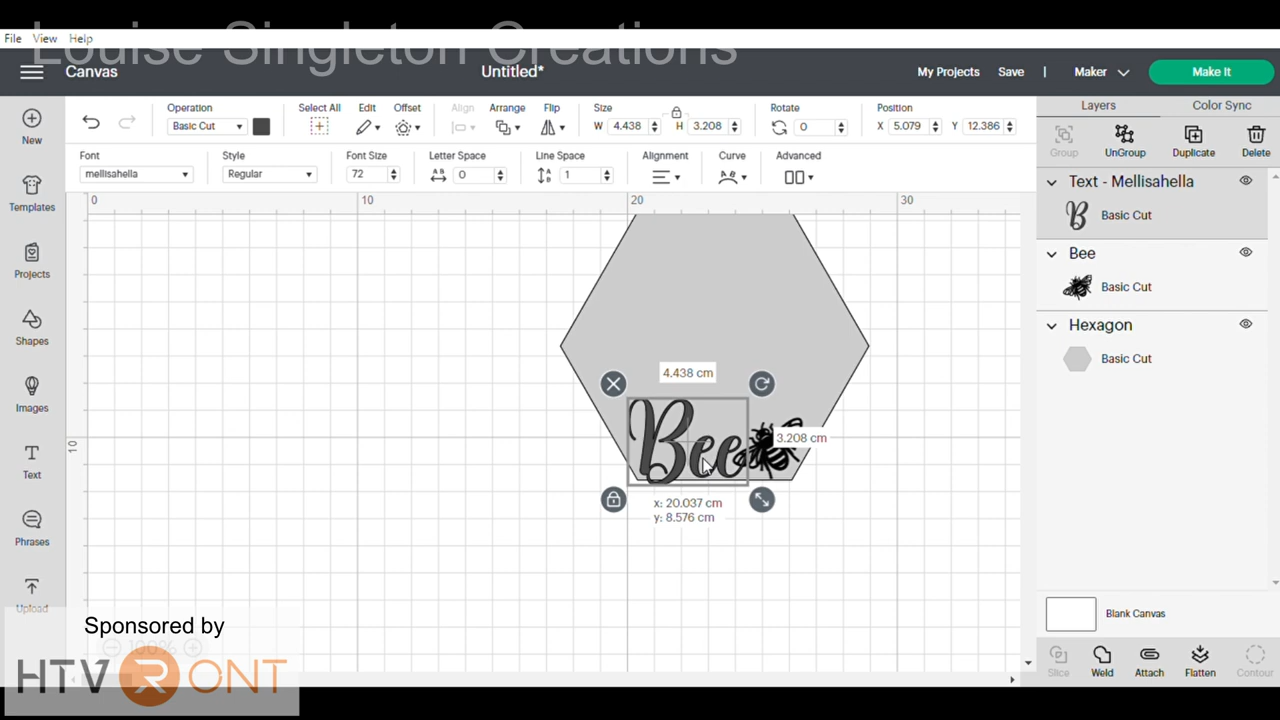 Louise Singleton Creations
File View Help
Canvas
Untitled*
My Projects Save | Maker Make It
Operation Select All Edit Offset Align Arrange Flip Size Rotate Position
Basic Cut W 4.438 H 3.208 0 X 5.079 Y 12.386
Font Style Font Size Letter Space Line Space Alignment Curve Advanced
mellisahella Regular 72 0 1
Layers Color Sync
Group UnGroup Duplicate Delete
New
Templates
Projects
Shapes
Images
Text
Phrases
Upload
0 10 20 30
10
4.438 cm
Bee
3.208 cm
x: 20.037 cm
y: 8.576 cm
Text - Mellisahella
B Basic Cut
Bee
Basic Cut
Hexagon
Basic Cut
Blank Canvas
Slice Weld Attach Flatten Contour
100%
Sponsored by
HTVRONT